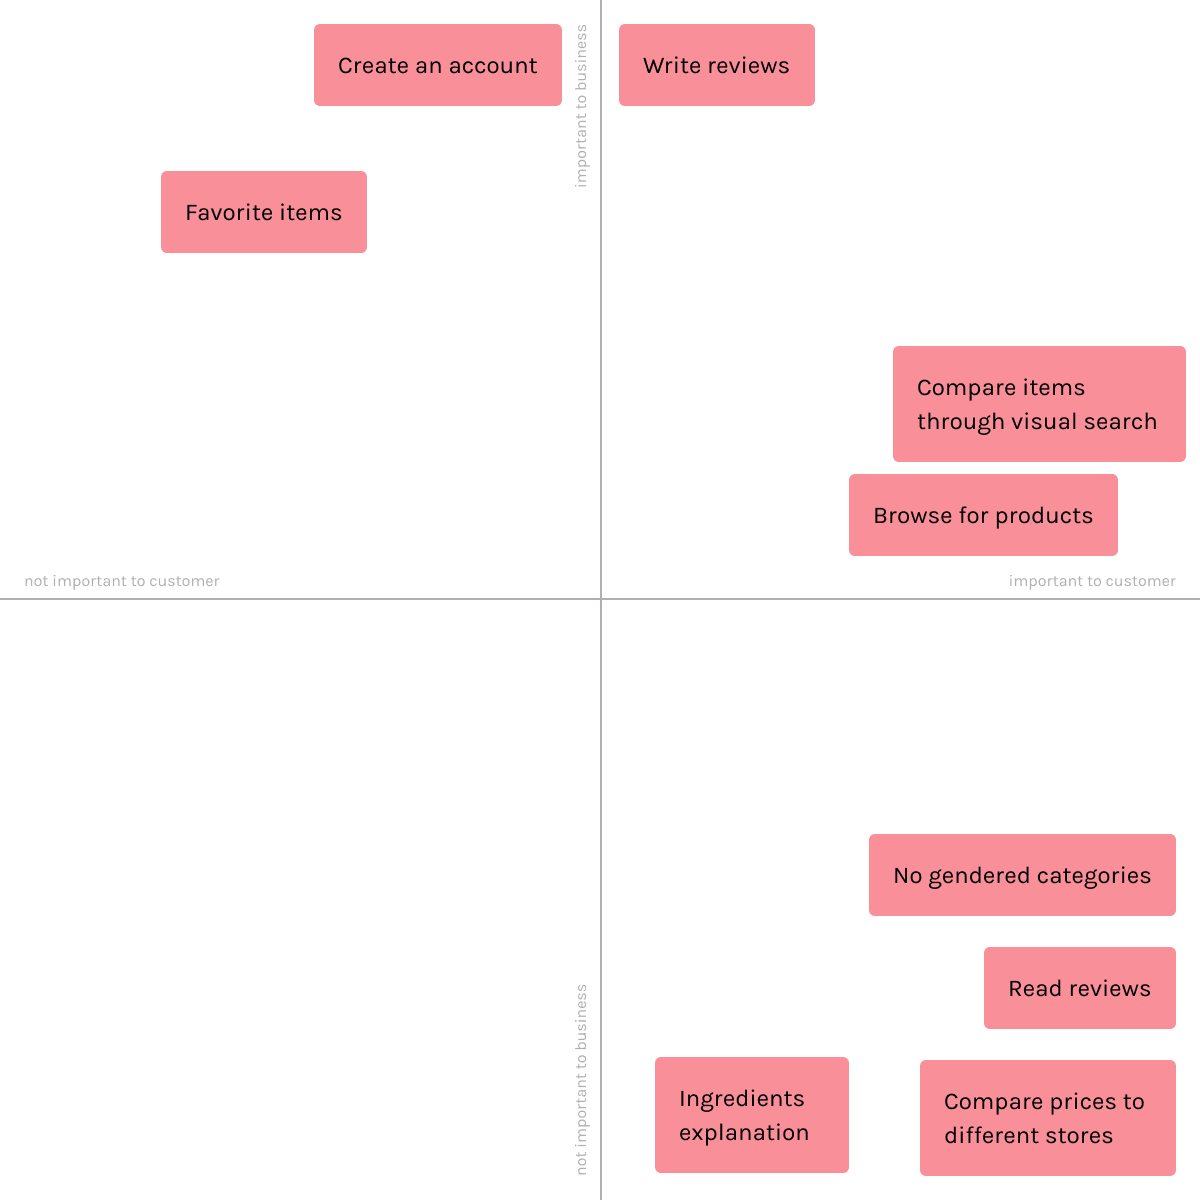 Create an account
important to business
Write reviews
Favorite items
Compare items
through visual search
Browse for products
not important to customer
important to customer
No gendered categories
Read reviews
not important to business
Ingredients
explanation
Compare prices to
different stores